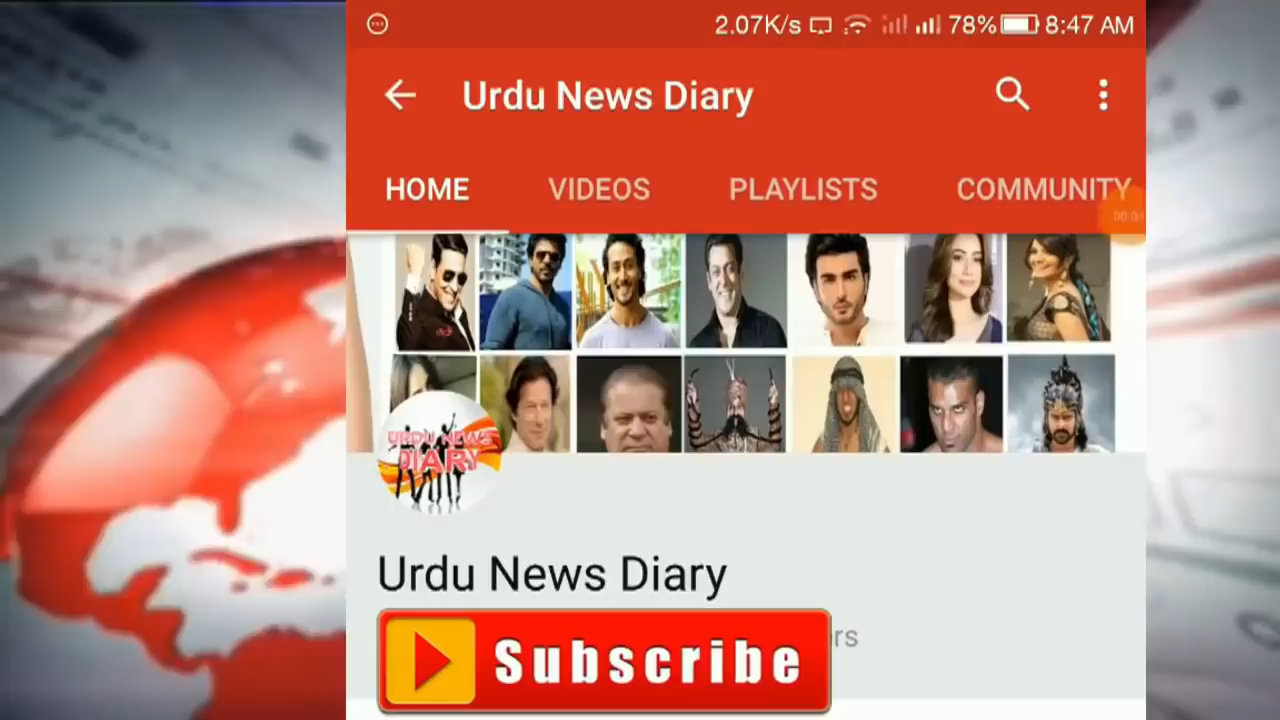 2.07K/s 78% 8:47 AM
Urdu News Diary
HOME VIDEOS PLAYLISTS COMMUNITY
URDU NEWS
DIARY
Urdu News Diary
Subscribe